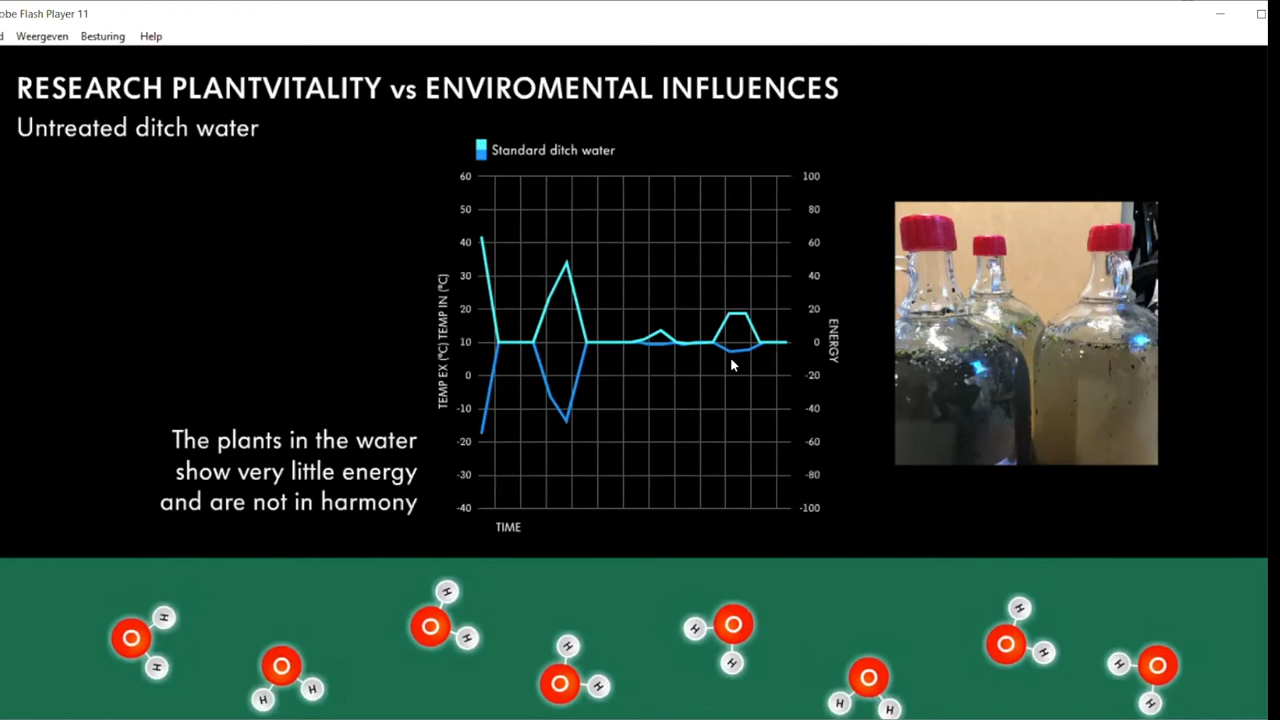 obe Flash Player 11
d Weergeven Besturing Help
RESEARCH PLANTVITALITY vs ENVIROMENTAL INFLUENCES
Untreated ditch water
Standard ditch water
60
50
40
30
20
10
0
-10
-20
-30
-40
TEMP EX (°C) TEMP IN (°C)
100
80
60
40
20
0
-20
-40
-60
-80
-100
ENERGY
TIME
The plants in the water
show very little energy
and are not in harmony
O H H
O H H
O H H
O H H
O H H
O H H
O H H
O H H